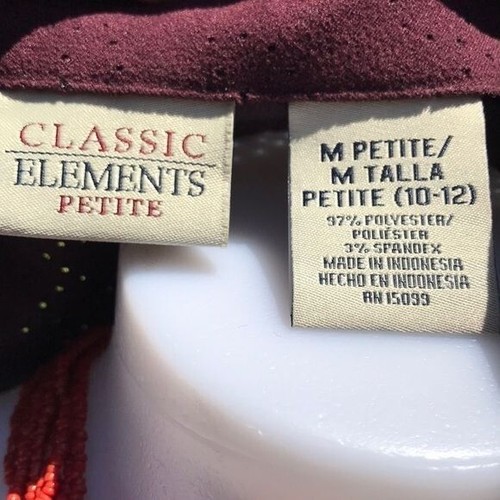 CLASSIC
ELEMENTS
PETITE
M PETITE/
M TALLA
PETITE (10-12)
97% POLYESTER/
POLIÉSTER
3% SPANDEX
MADE IN INDONESIA
HECHO EN INDONESIA
RN 15099